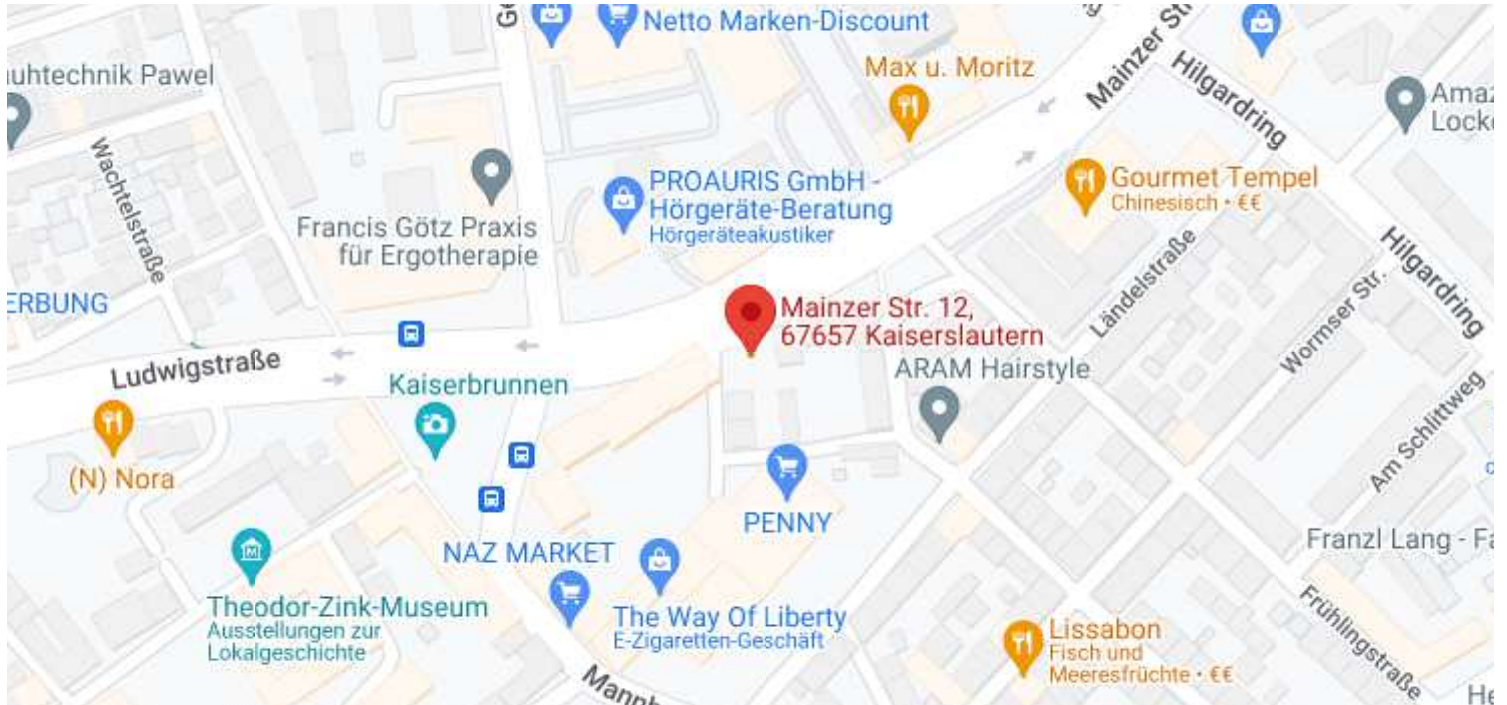 Ge
Netto Marken-Discount
Mainzer Str
uhtechnik Pawel
Max u. Moritz
Hilgardring
Amaz
Locke
Wachtelstraße
PROAURIS GmbH -
Hörgeräte-Beratung
Hörgeräteakustiker
Gourmet Tempel
Chinesisch • €€
Francis Götz Praxis
für Ergotherapie
Hilgardring
Ländelstraße
Wormser Str.
ERBUNG
Mainzer Str. 12,
67657 Kaiserslautern
Ludwigstraße
Kaiserbrunnen
ARAM Hairstyle
Am Schlittweg
(N) Nora
PENNY
NAZ MARKET
Franzl Lang - Fa
Theodor-Zink-Museum
Ausstellungen zur
Lokalgeschichte
The Way Of Liberty
E-Zigaretten-Geschäft
Lissabon
Fisch und
Meeresfrüchte • €€
Frühlingstraße
Mannh
He